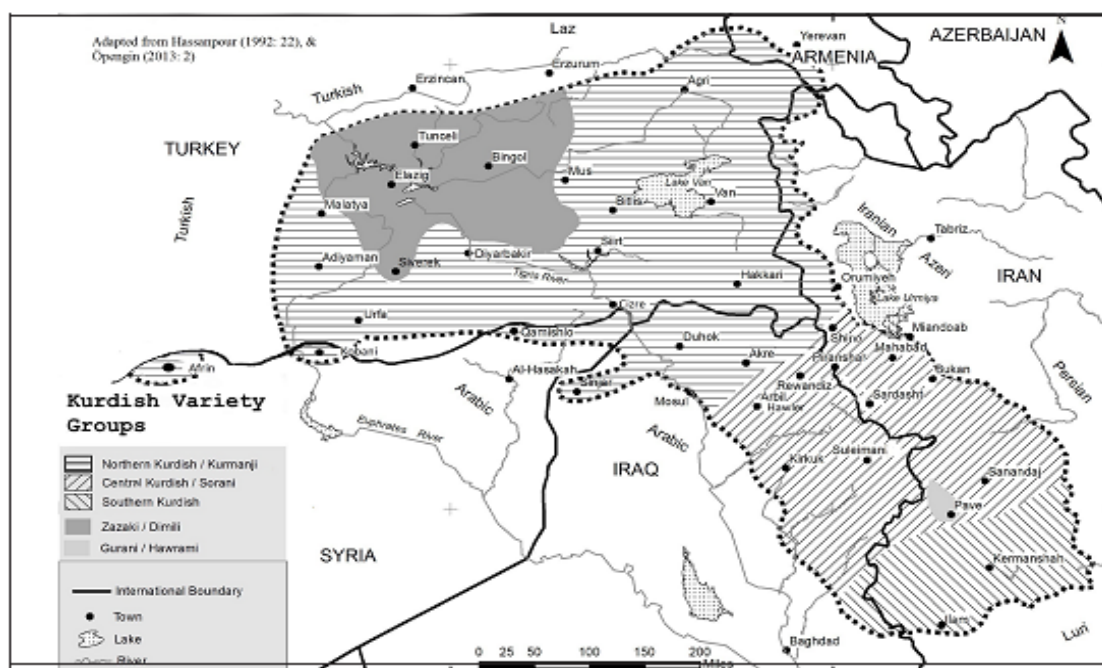 Adapted from Hassanpour (1992: 22), &
Öpengin (2013: 2)
Laz
Yerevan
ARMENIA
AZERBAIJAN
N
Erzurum
Erzincan
Agri
Turkish
TURKEY
Tunceli
Bingol
Mus
Elazig
Lake Van
Van
Bitlis
Malatya
Turkish
Iranian
Azeri
Tabriz
IRAN
Siirt
Diyarbakir
Adiyaman
Siverek
Tigris River
Hakkari
Orumiyeh
Lake Urmiya
Cizre
Urfa
Qamishlo
Duhok
Shino
Miandoab
Mahabad
Kobani
Afrin
Akre
Piranshar
Al-Hasakah
Sinjar
Rewandiz
Bukan
Persian
Arabic
Mosul
Arbil
Hawler
Sardasht
Kurdish Variety
Groups
Euphrates River
Arabic
IRAQ
Kirkuk
Suleimani
Sanandaj
Northern Kurdish / Kurmanji
Central Kurdish / Sorani
Southern Kurdish
Zazaki / Dimili
Gurani / Hawrami
Pave
SYRIA
Kermanshah
International Boundary
Town
Lake
River
Ilam
Luri
Baghdad
0 25 50 100 150 200
Miles